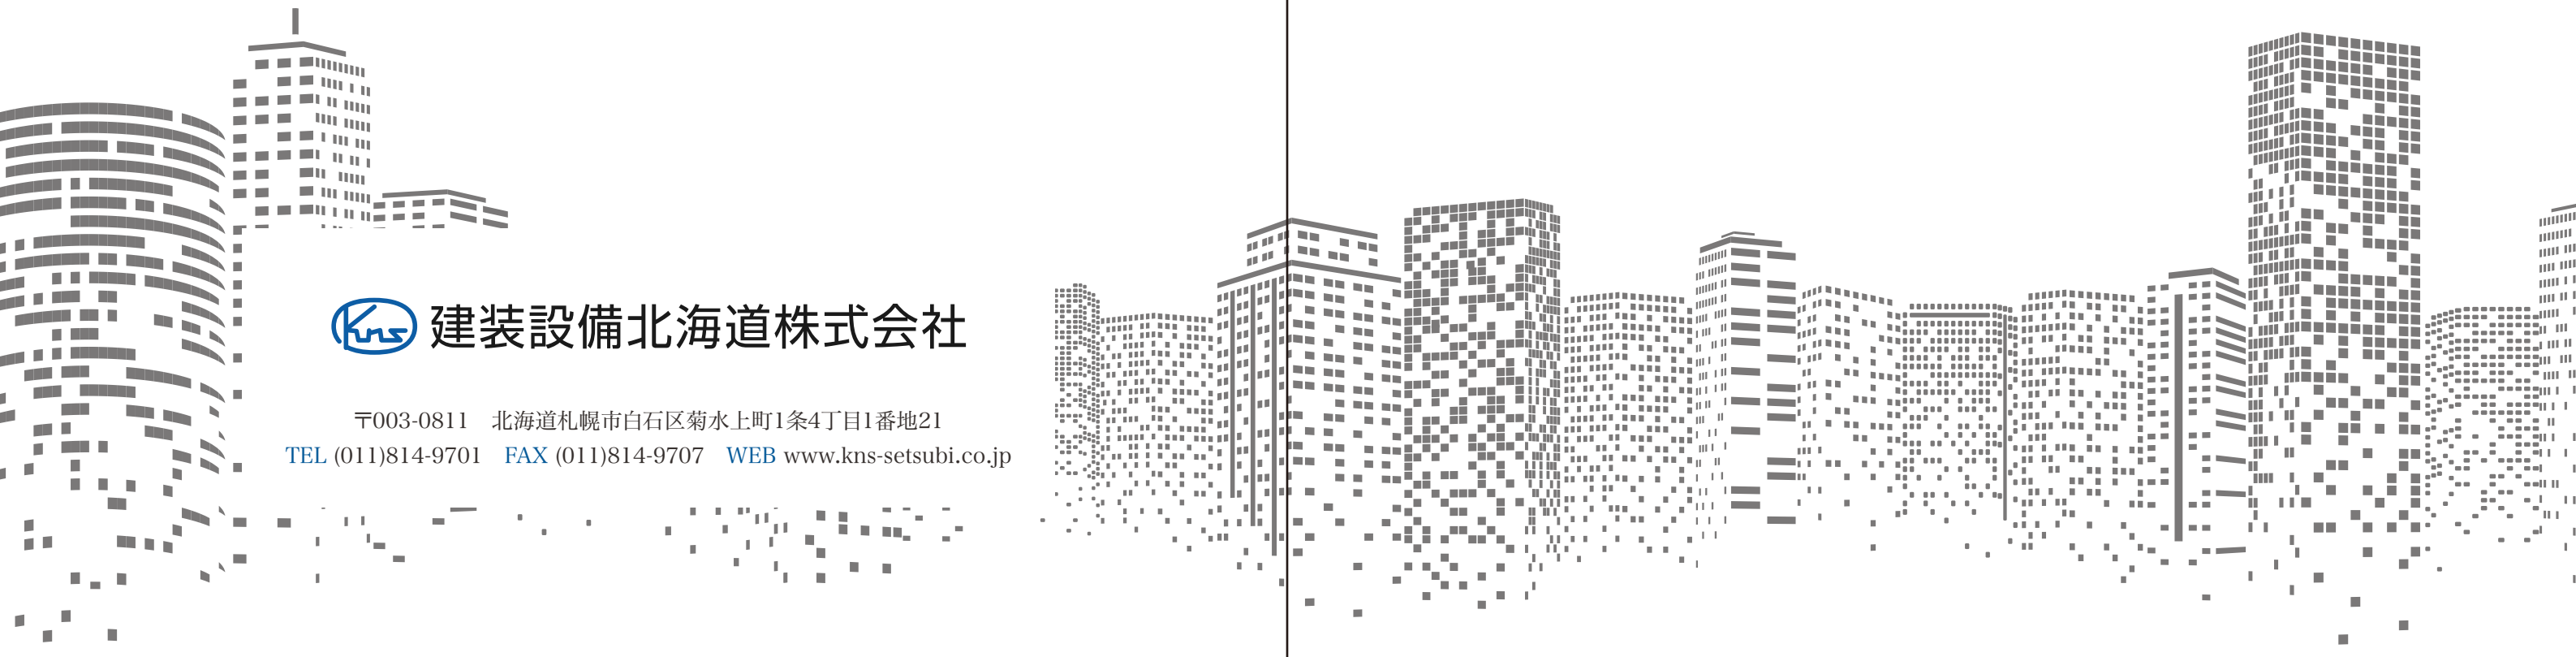 kns 建装設備北海道株式会社
〒003-0811　北海道札幌市白石区菊水上町1条4丁目1番地21
TEL (011)814-9701　FAX (011)814-9707　WEB www.kns-setsubi.co.jp